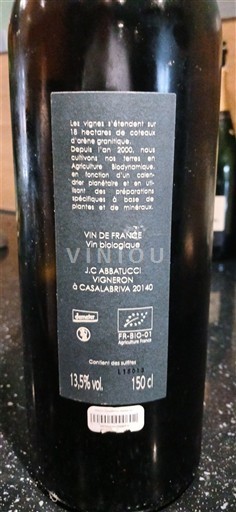 Les vignes s'étendent sur
18 hectares de coteaux
d'arène granitique.
Depuis l'an 2000, nous
cultivons nos terres en
Agriculture Biodynamique,
en fonction d'un calen-
drier planétaire et en uti-
lisant des préparations
spécifiques à base de
plantes et de minéraux.
VIN DE FRANCE
Vin biologique
VINIOU
J.C ABBATUCCI
VIGNERON
à CASALABRIVA 20140
demeter
FR-BIO-01
Agriculture France
Contient des sulfites
L18018
13,5% vol.
150 cl